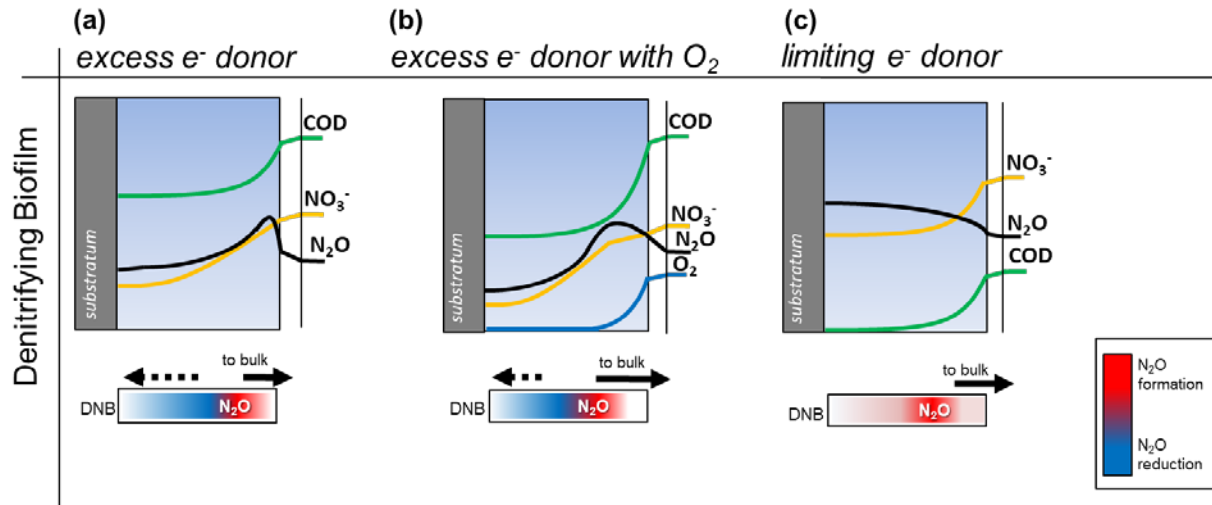 (a)
excess e⁻ donor
(b)
excess e⁻ donor with O₂
(c)
limiting e⁻ donor
Denitrifying Biofilm
substratum
COD
NO₃⁻
N₂O
to bulk
DNB
N₂O
substratum
COD
NO₃⁻
N₂O
O₂
to bulk
DNB
N₂O
substratum
NO₃⁻
N₂O
COD
to bulk
DNB
N₂O
N₂O
formation
N₂O
reduction